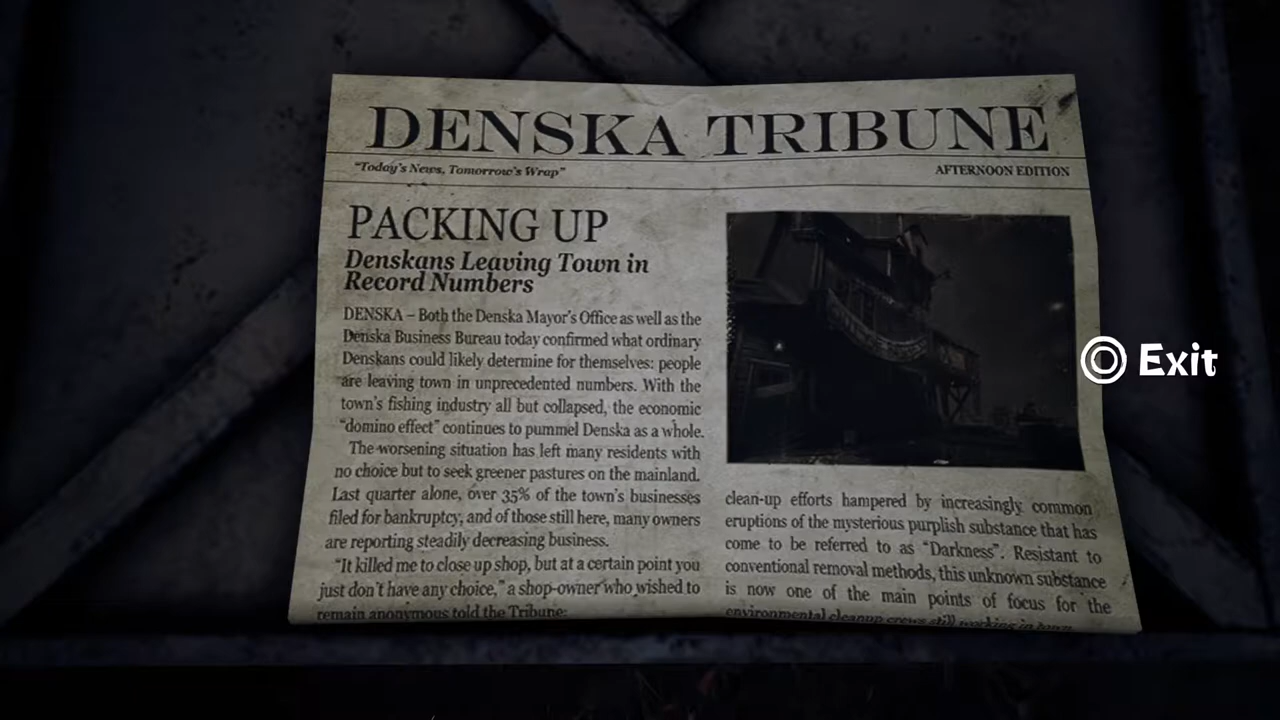 DENSKA TRIBUNE
"Today's News, Tomorrow's Wrap"
AFTERNOON EDITION
PACKING UP
Denskans Leaving Town in
Record Numbers
DENSKA – Both the Denska Mayor's Office as well as the
Denska Business Bureau today confirmed what ordinary
Denskans could likely determine for themselves: people
are leaving town in unprecedented numbers. With the
town's fishing industry all but collapsed, the economic
"domino effect" continues to pummel Denska as a whole.
The worsening situation has left many residents with
no choice but to seek greener pastures on the mainland.
Last quarter alone, over 35% of the town's businesses
filed for bankruptcy, and of those still here, many owners
are reporting steadily decreasing business.
"It killed me to close up shop, but at a certain point you
just don't have any choice," a shop-owner who wished to
remain anonymous told the Tribune:
clean-up efforts hampered by increasingly common
eruptions of the mysterious purplish substance that has
come to be referred to as "Darkness". Resistant to
conventional removal methods, this unknown substance
is now one of the main points of focus for the
environmental cleanup crews still working in town.
Exit